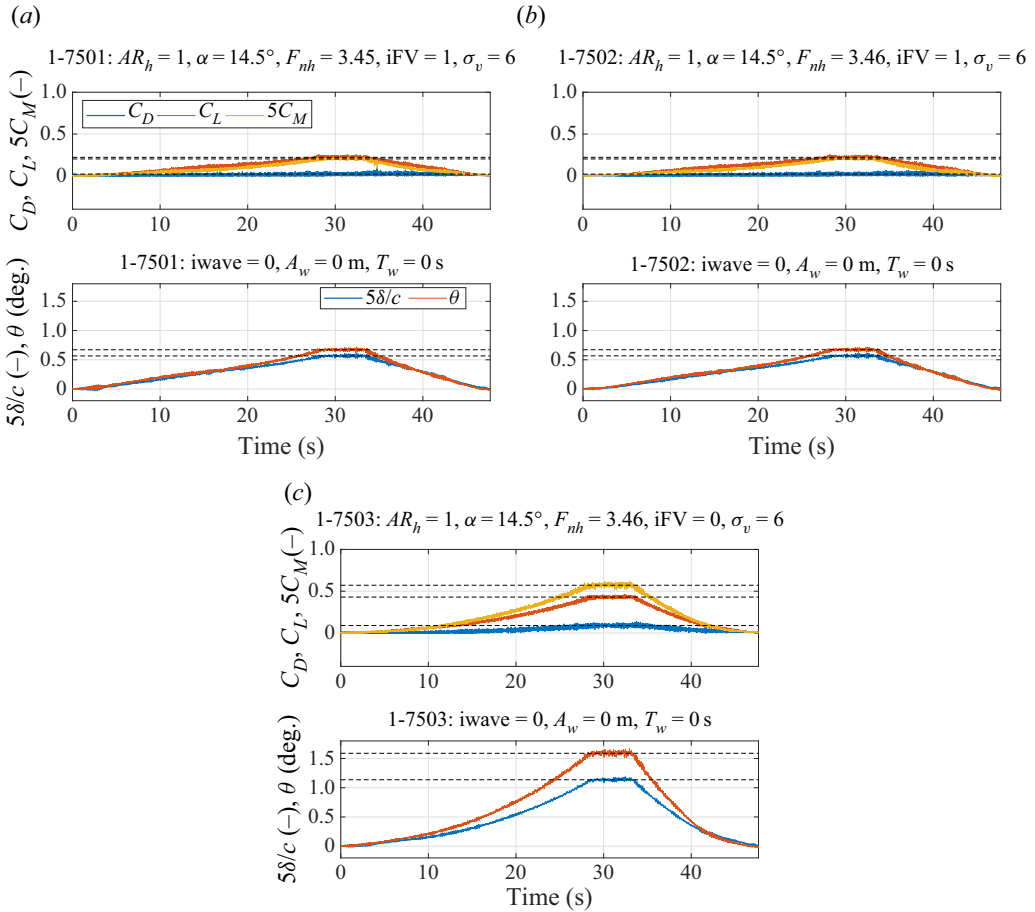 (a)
(b)
1-7501: AR_h = 1, α = 14.5°, F_nh = 3.45, iFV = 1, σ_v = 6
1-7502: AR_h = 1, α = 14.5°, F_nh = 3.46, iFV = 1, σ_v = 6
C_D, C_L, 5C_M (–)
1.0
0.5
0
C_D C_L 5C_M
0 10 20 30 40
1.0
0.5
0
0 10 20 30 40
1-7501: iwave = 0, A_w = 0 m, T_w = 0 s
1-7502: iwave = 0, A_w = 0 m, T_w = 0 s
5δ/c (–), θ (deg.)
1.5
1.0
0.5
0
5δ/c θ
0 10 20 30 40
Time (s)
1.5
1.0
0.5
0
0 10 20 30 40
Time (s)
(c)
1-7503: AR_h = 1, α = 14.5°, F_nh = 3.46, iFV = 0, σ_v = 6
C_D, C_L, 5C_M (–)
1.0
0.5
0
0 10 20 30 40
1-7503: iwave = 0, A_w = 0 m, T_w = 0 s
5δ/c (–), θ (deg.)
1.5
1.0
0.5
0
0 10 20 30 40
Time (s)